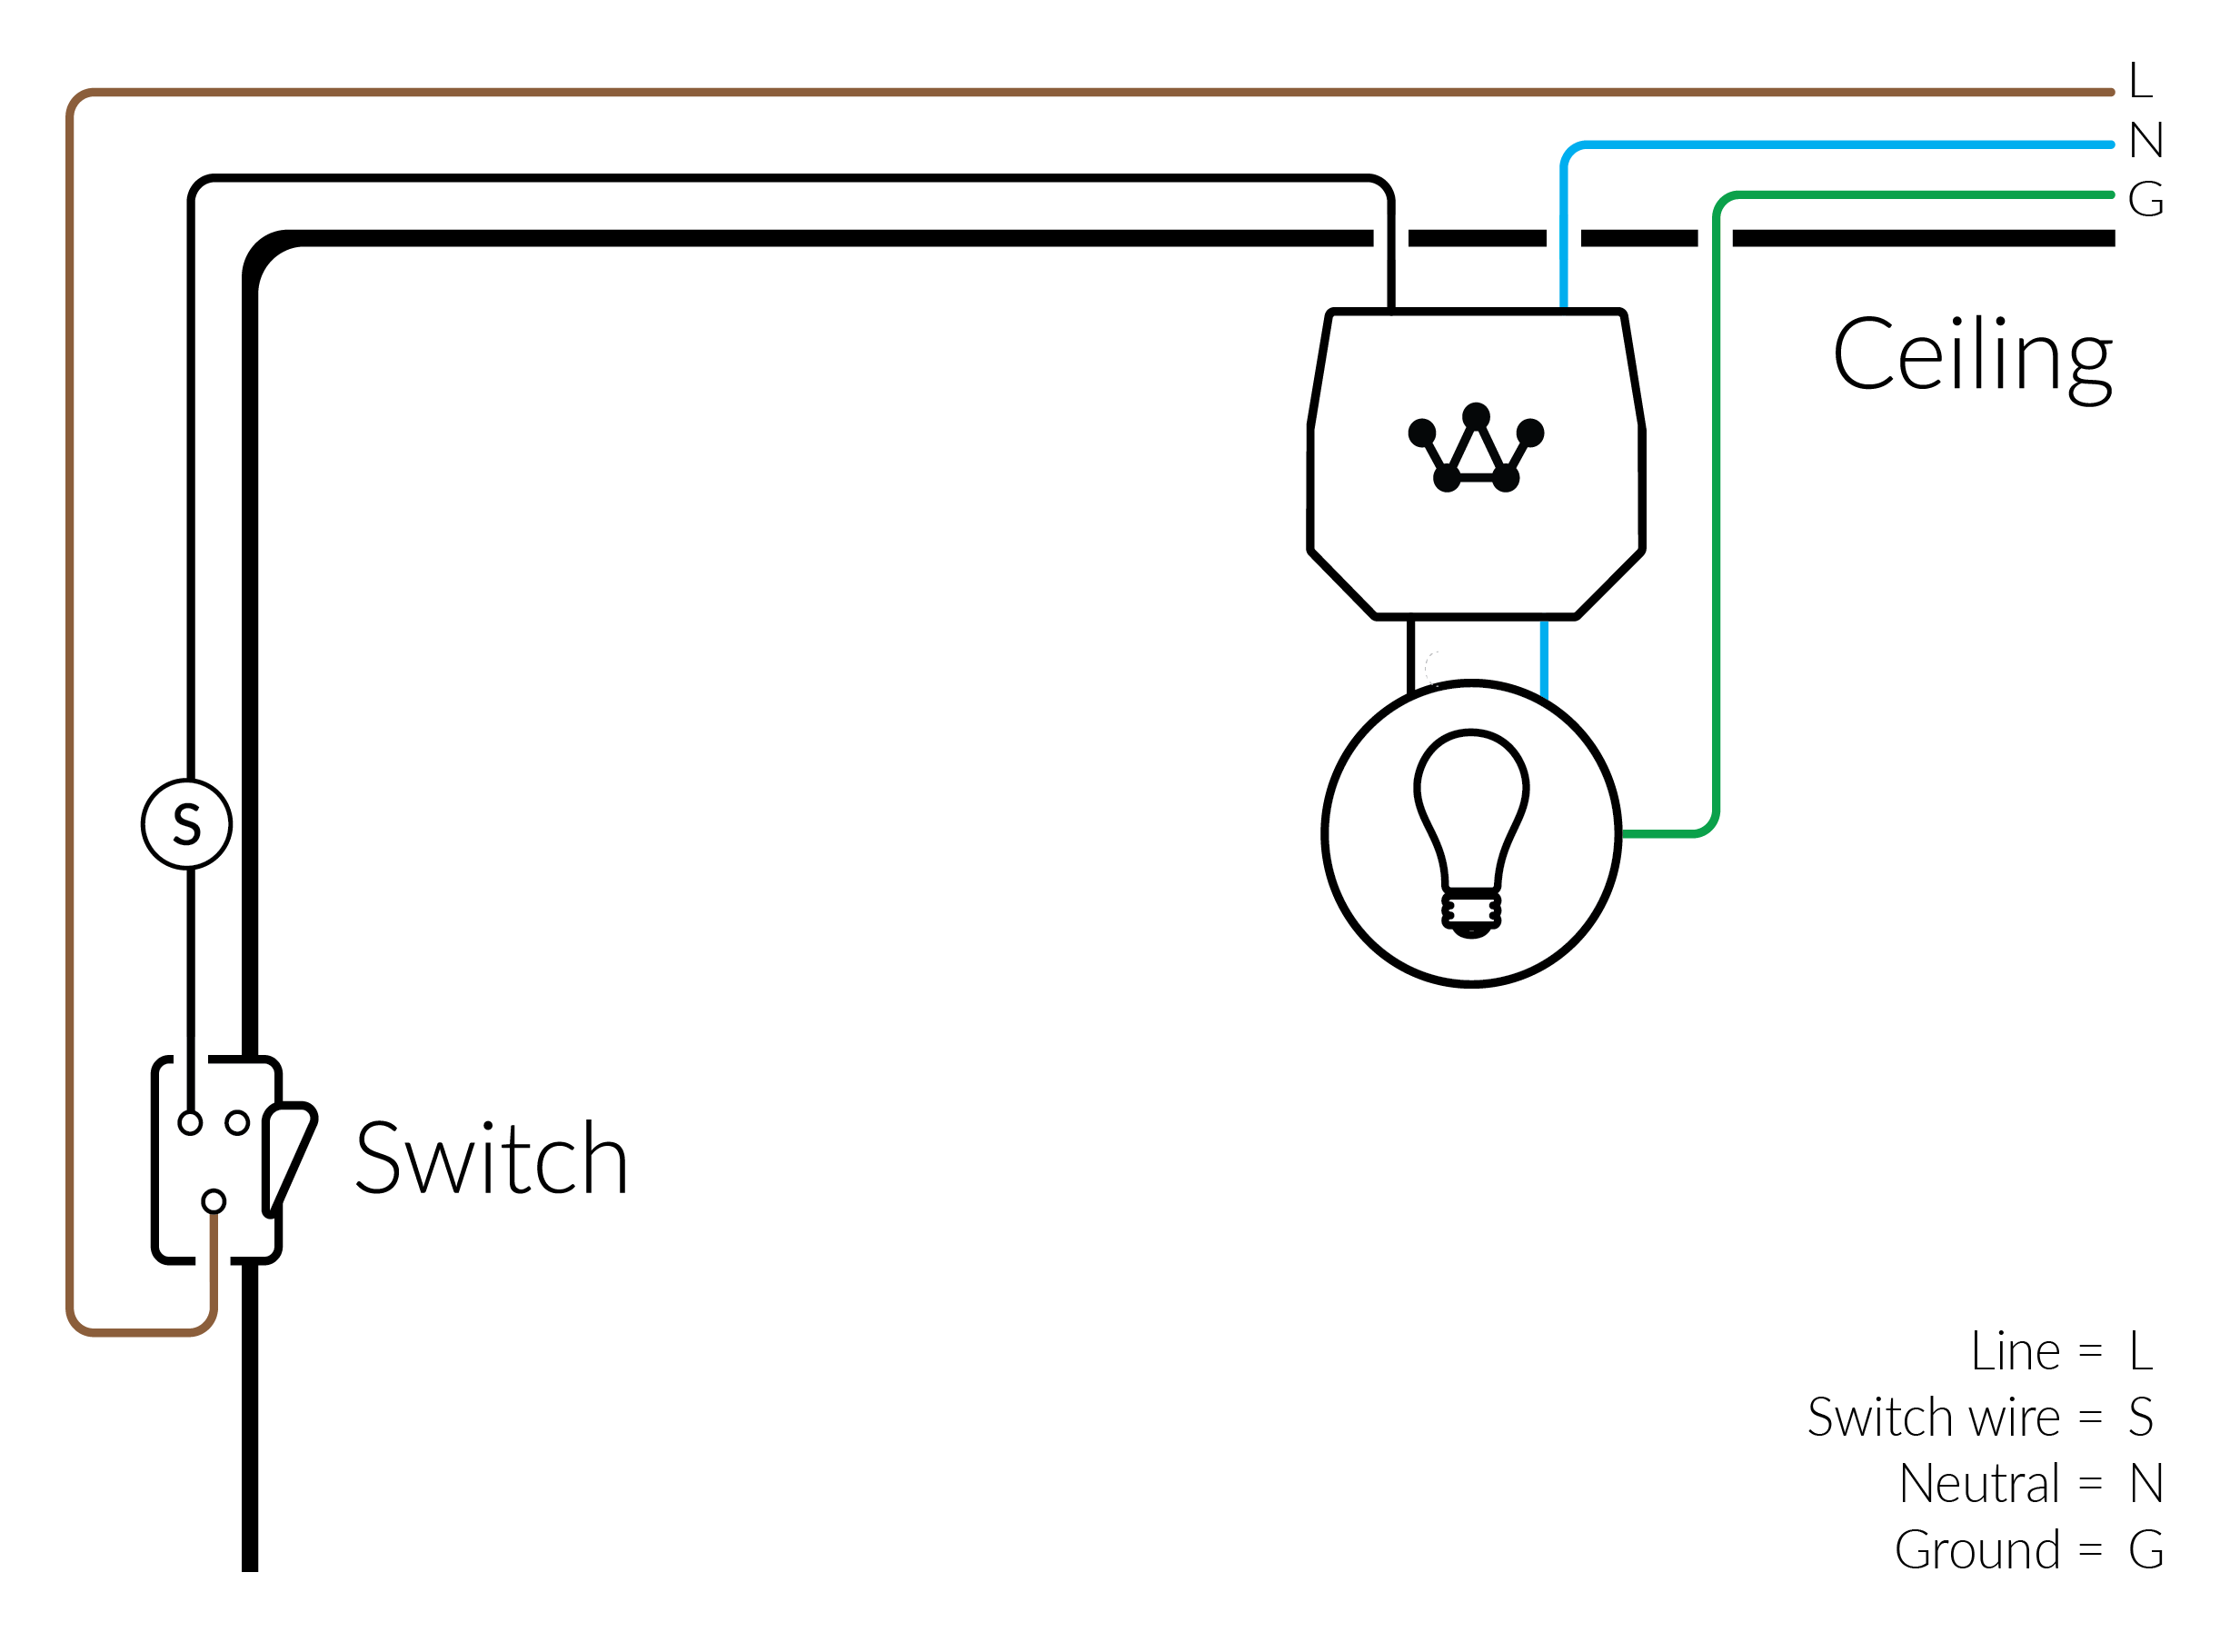 L
N
G
Ceiling
S
Switch
Line = L
Switch wire = S
Neutral = N
Ground = G